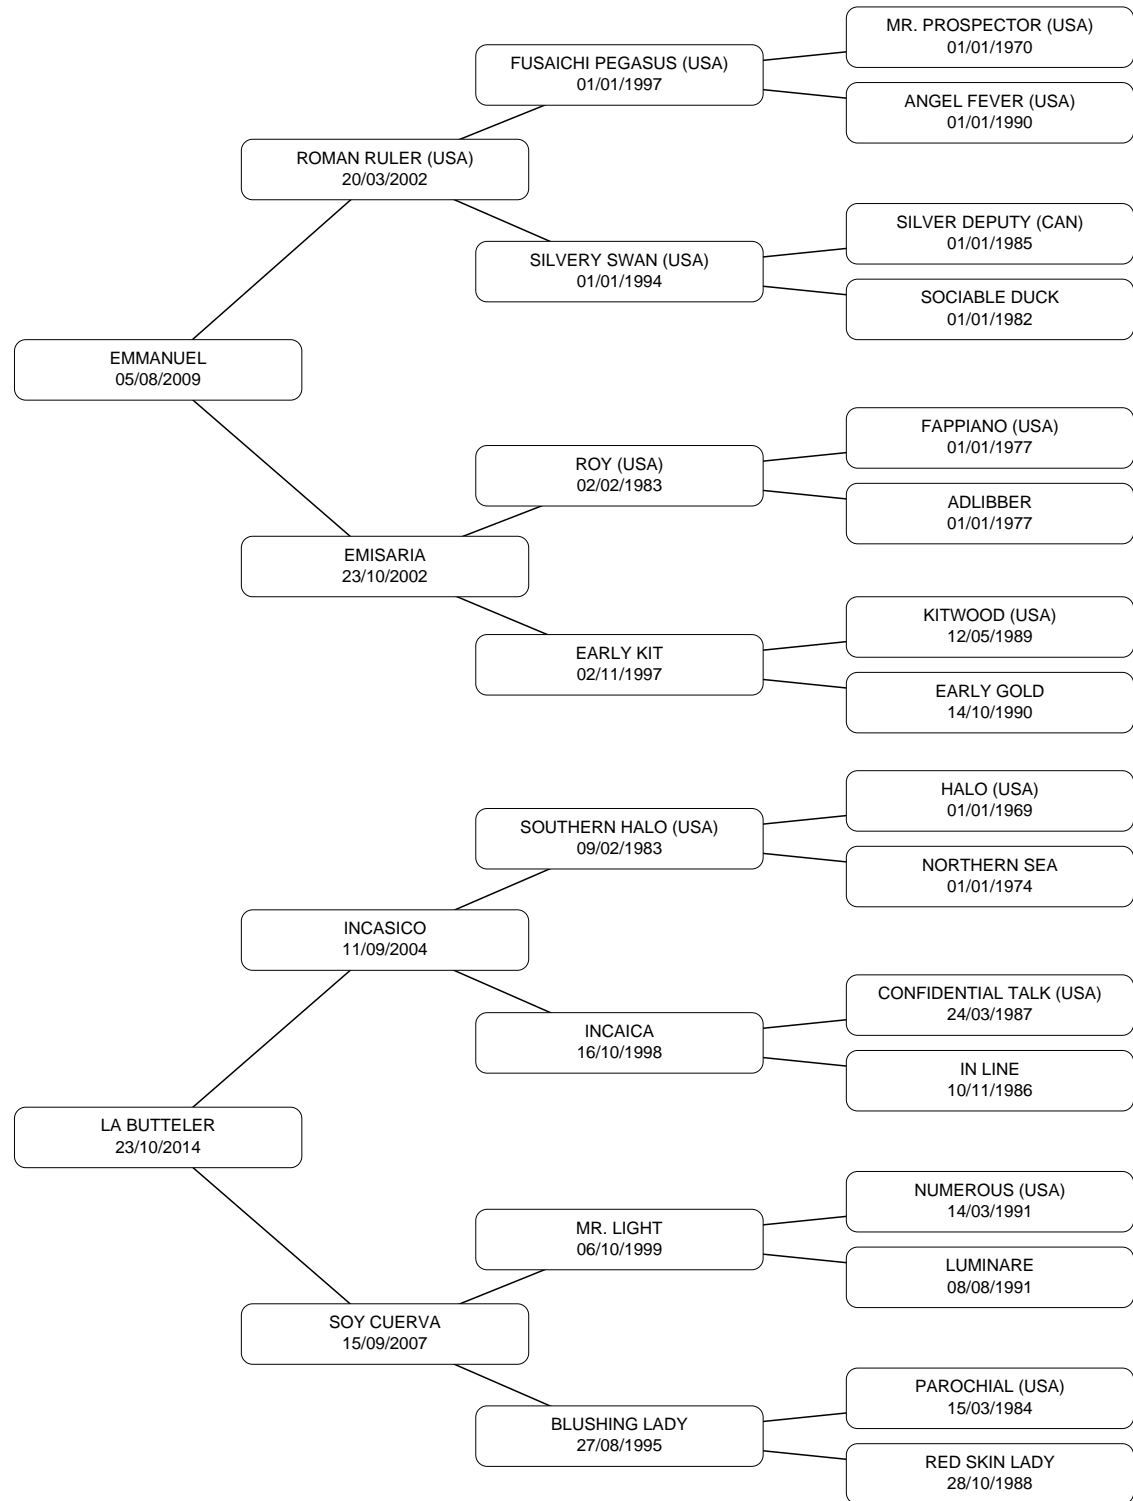 MR. PROSPECTOR (USA)
01/01/1970
FUSAICHI PEGASUS (USA)
01/01/1997
ANGEL FEVER (USA)
01/01/1990
ROMAN RULER (USA)
20/03/2002
SILVER DEPUTY (CAN)
01/01/1985
SILVERY SWAN (USA)
01/01/1994
SOCIABLE DUCK
01/01/1982
EMMANUEL
05/08/2009
FAPPIANO (USA)
01/01/1977
ROY (USA)
02/02/1983
ADLIBBER
01/01/1977
EMISARIA
23/10/2002
KITWOOD (USA)
12/05/1989
EARLY KIT
02/11/1997
EARLY GOLD
14/10/1990
HALO (USA)
01/01/1969
SOUTHERN HALO (USA)
09/02/1983
NORTHERN SEA
01/01/1974
INCASICO
11/09/2004
CONFIDENTIAL TALK (USA)
24/03/1987
INCAICA
16/10/1998
IN LINE
10/11/1986
LA BUTTELER
23/10/2014
NUMEROUS (USA)
14/03/1991
MR. LIGHT
06/10/1999
LUMINARE
08/08/1991
SOY CUERVA
15/09/2007
PAROCHIAL (USA)
15/03/1984
BLUSHING LADY
27/08/1995
RED SKIN LADY
28/10/1988